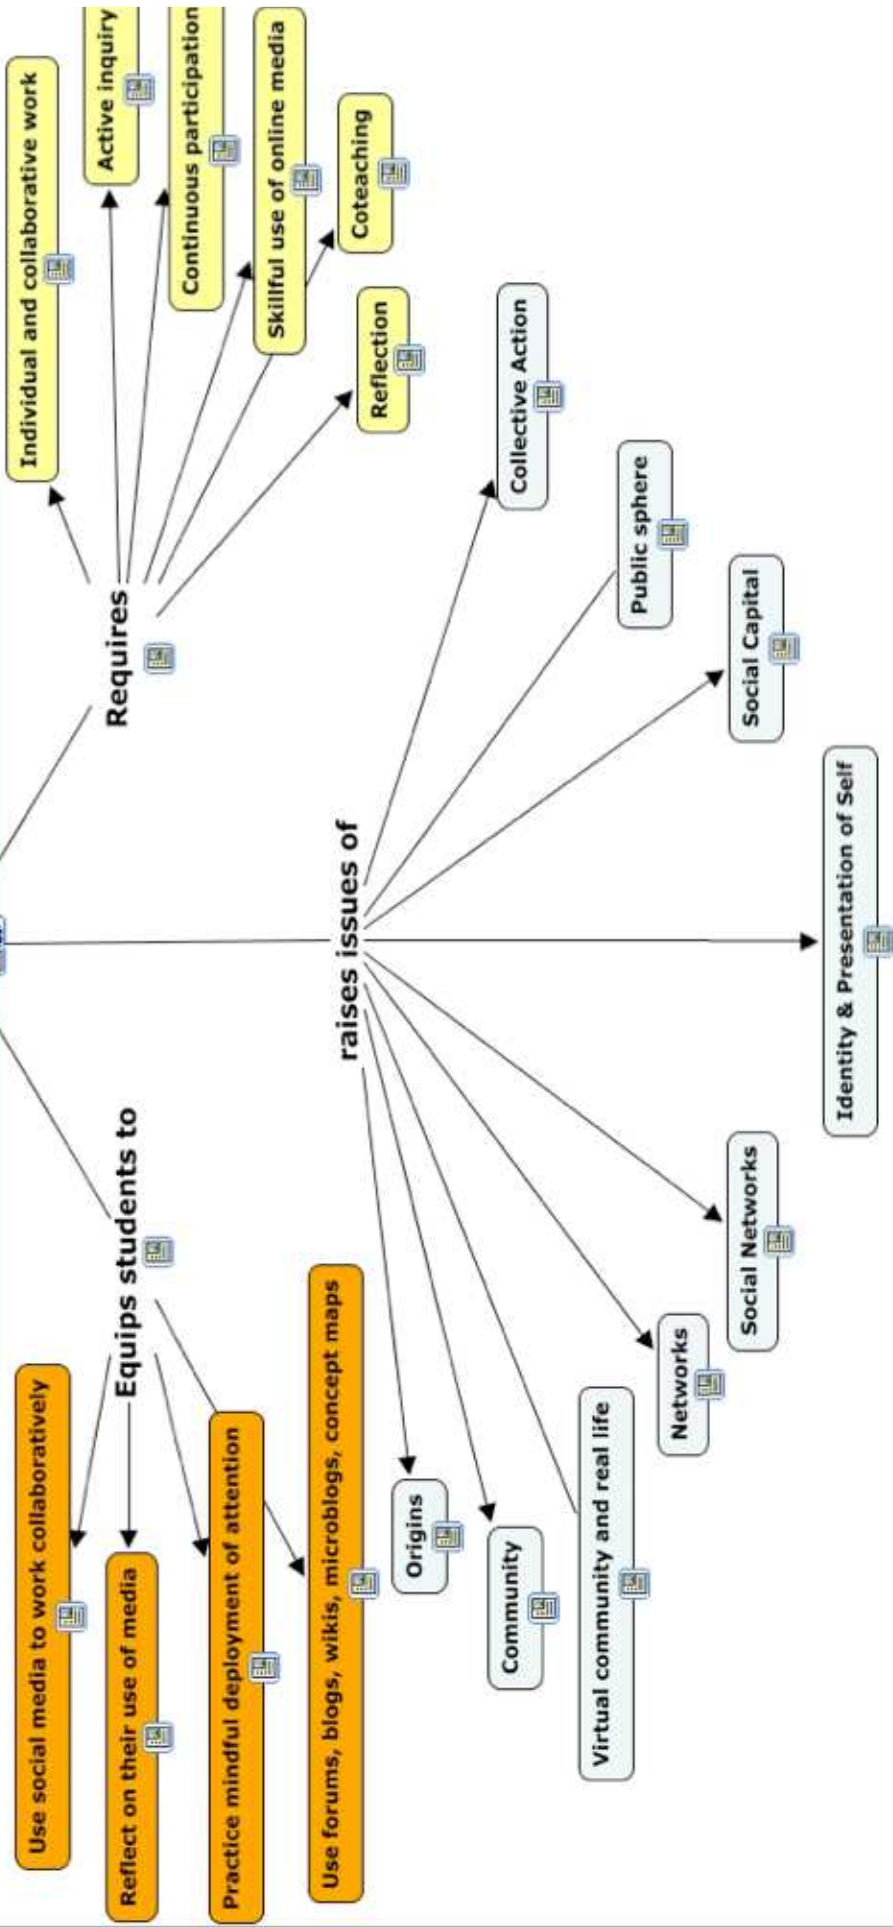 Equips students to
Use social media to work collaboratively
Reflect on their use of media
Practice mindful deployment of attention
Use forums, blogs, wikis, microblogs, concept maps
raises issues of
Origins
Community
Virtual community and real life
Networks
Social Networks
Identity & Presentation of Self
Social Capital
Public sphere
Collective Action
Requires
Individual and collaborative work
Active inquiry
Continuous participation
Skillful use of online media
Coteaching
Reflection